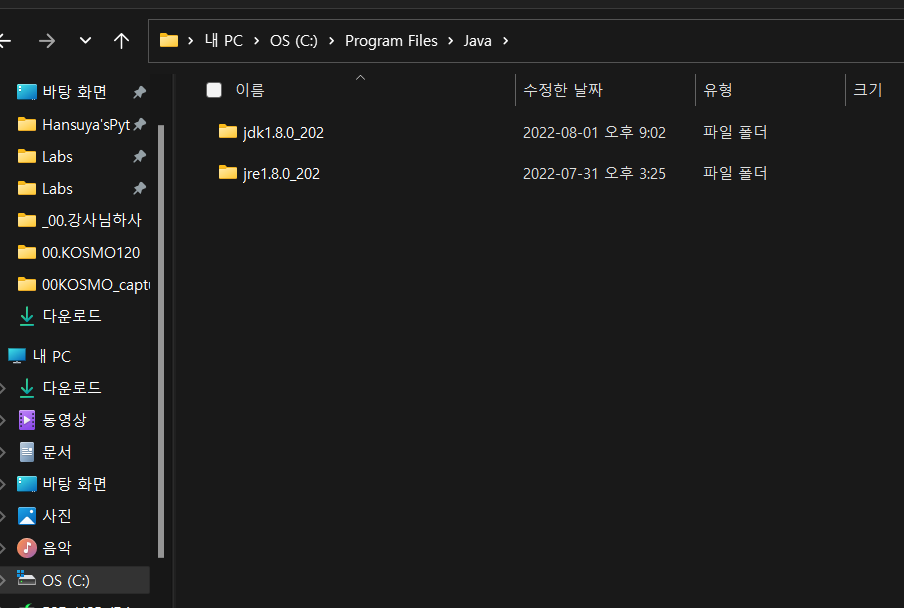 내 PC
OS (C:)
Program Files
Java
이름
수정한 날짜
유형
크기
jdk1.8.0_202
2022-08-01 오후 9:02
파일 폴더
jre1.8.0_202
2022-07-31 오후 3:25
파일 폴더
바탕 화면
Hansuya'sPyt
Labs
Labs
_00.강사님하사
00.KOSMO120
00KOSMO_captu
다운로드
내 PC
다운로드
동영상
문서
바탕 화면
사진
음악
OS (C:)